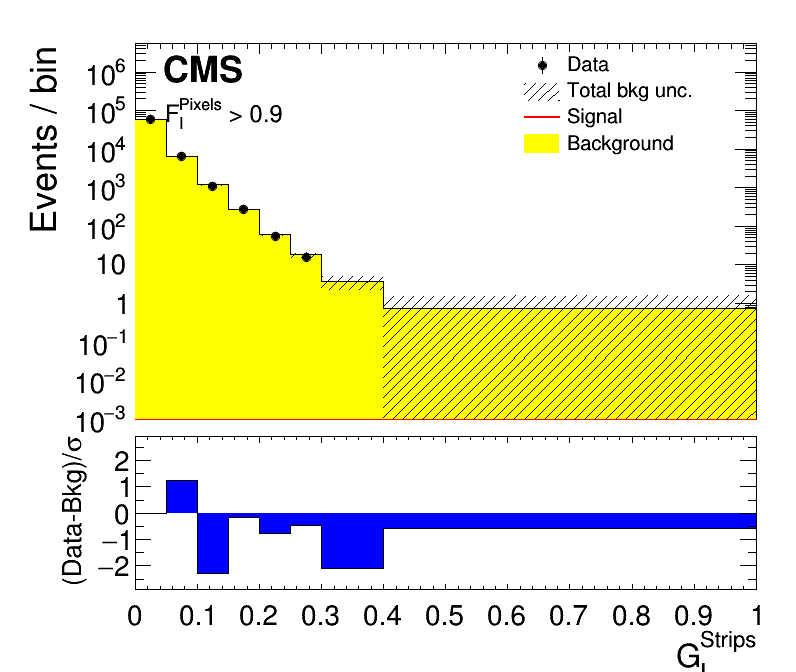 CMS
F_I^Pixels > 0.9
Data
Total bkg unc.
Signal
Background
Events / bin
10^6
10^5
10^4
10^3
10^2
10
1
10^−1
10^−2
10^−3
(Data-Bkg)/σ
2
1
0
−1
−2
0 0.1 0.2 0.3 0.4 0.5 0.6 0.7 0.8 0.9 1
G_I^Strips